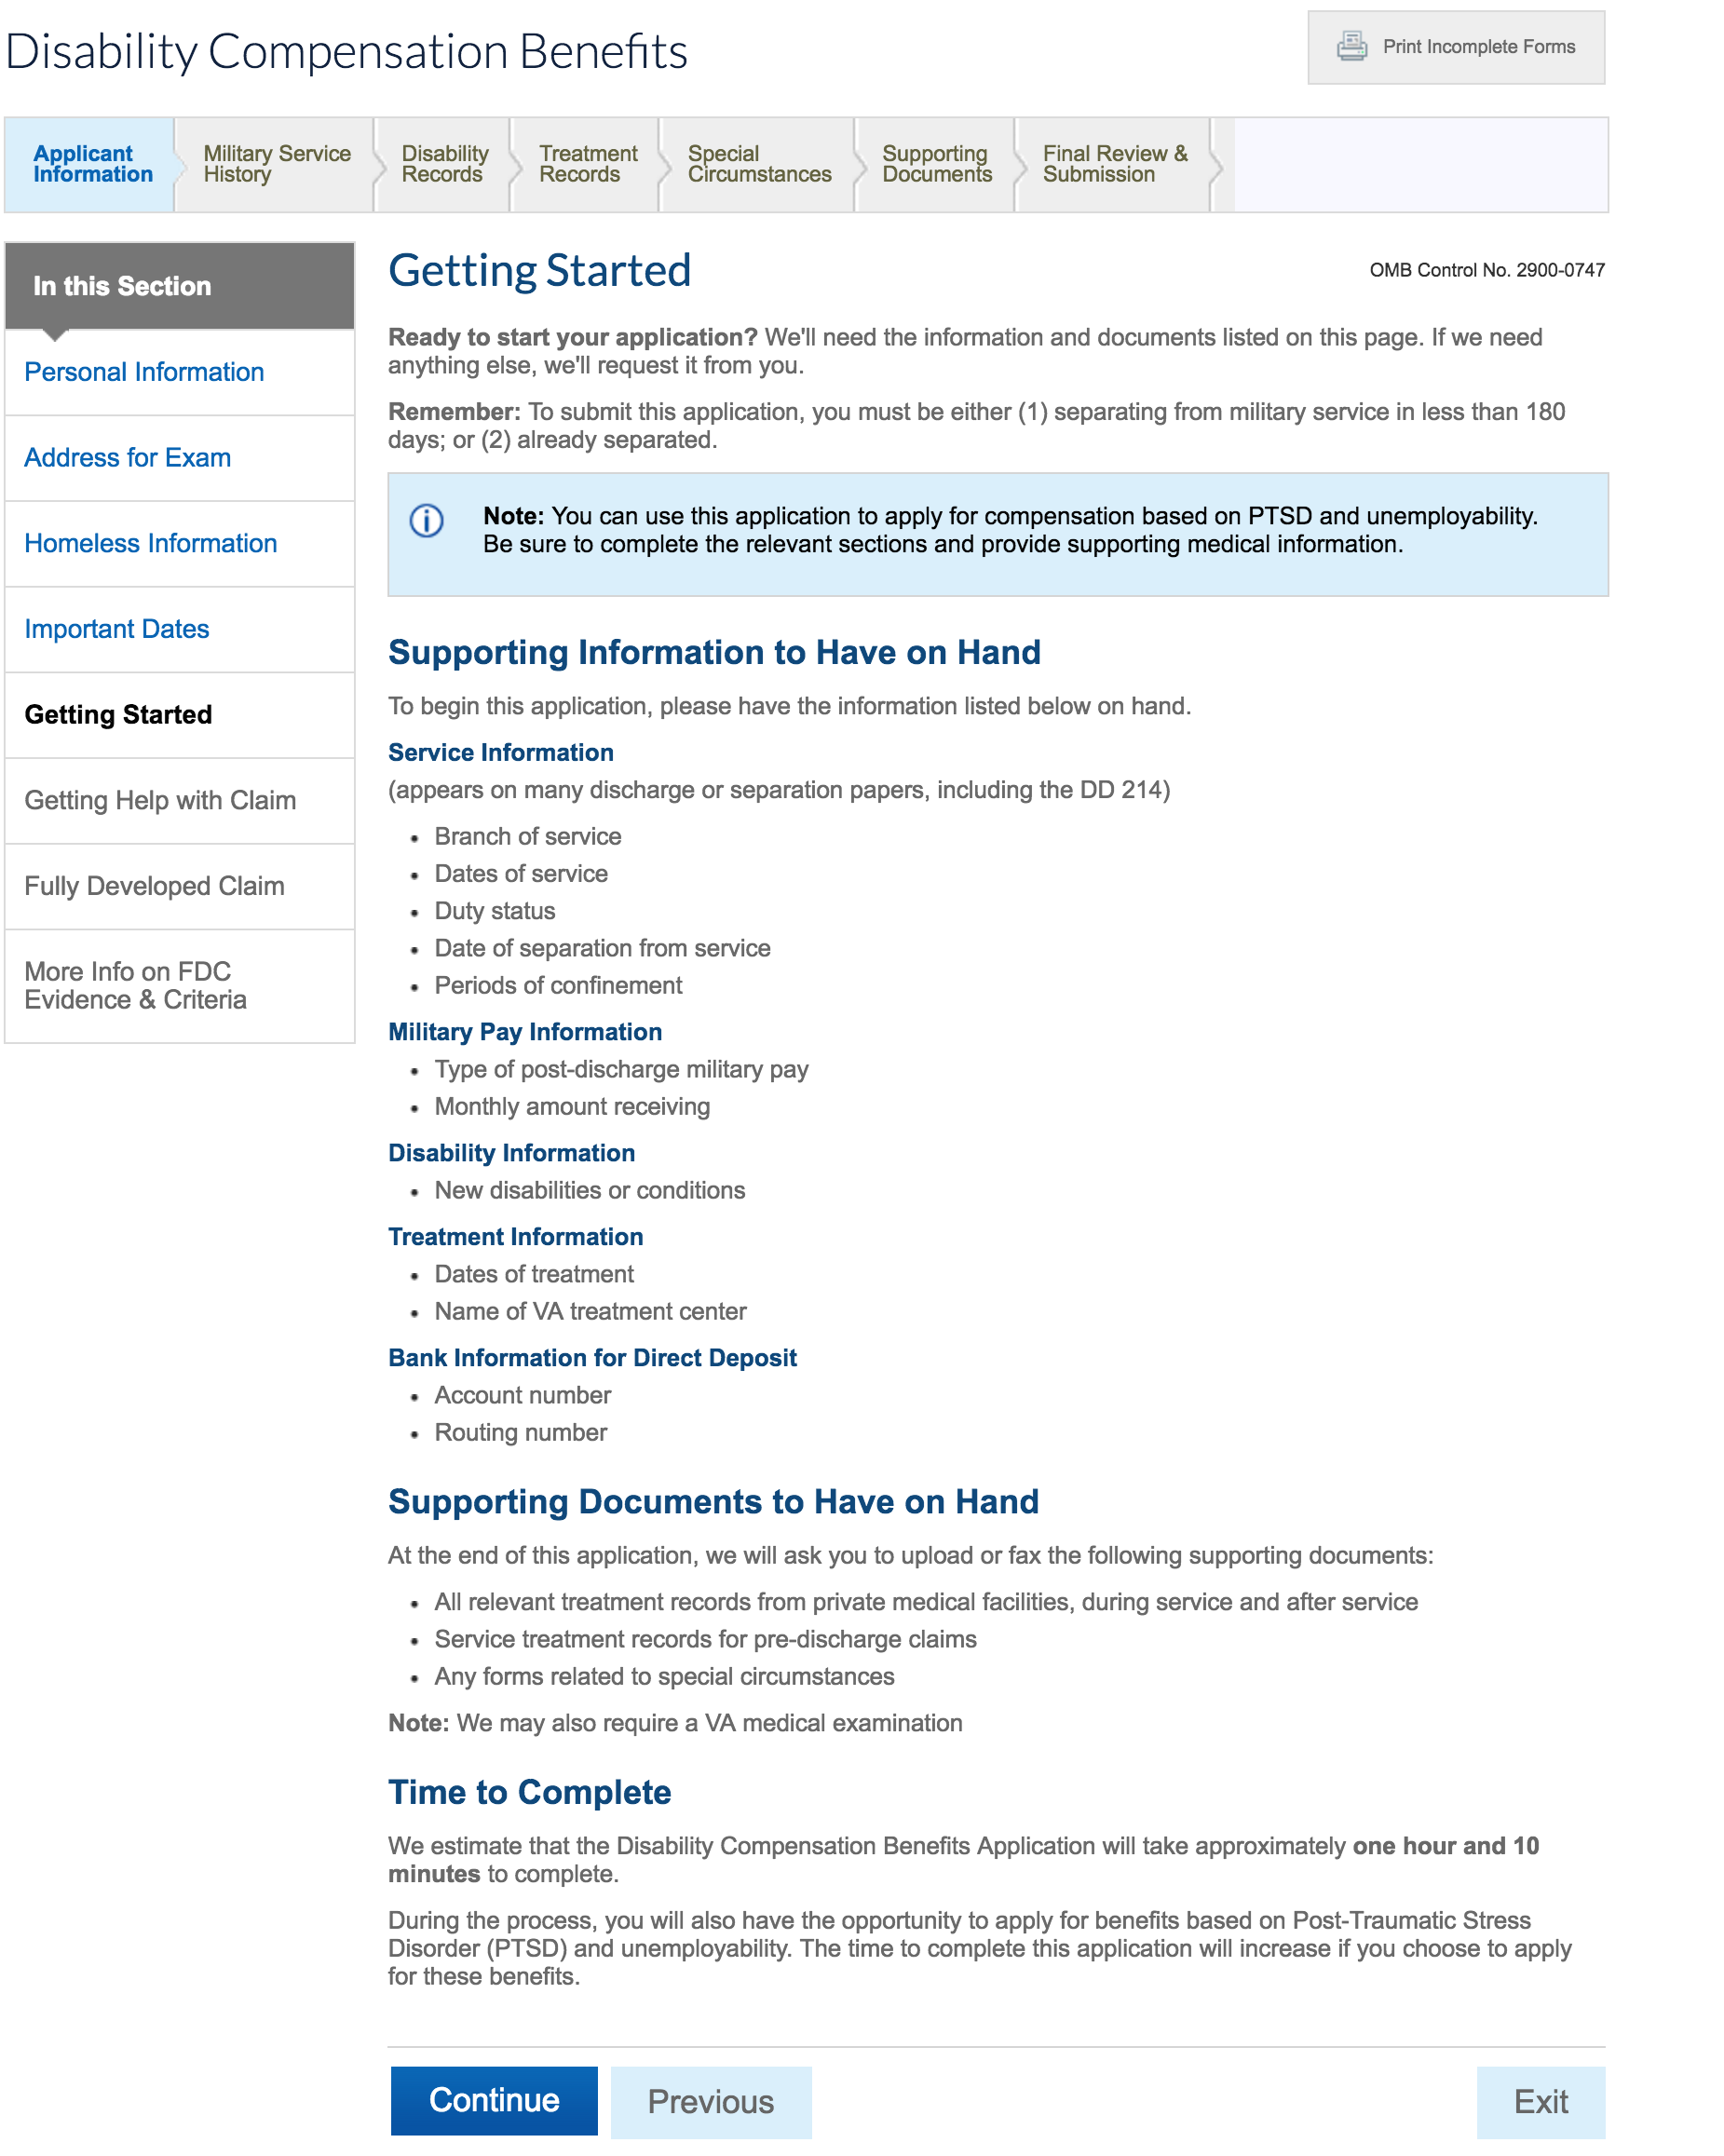 Disability Compensation Benefits
Print Incomplete Forms
Applicant
Information
Military Service
History
Disability
Records
Treatment
Records
Special
Circumstances
Supporting
Documents
Final Review &
Submission
In this Section
Personal Information
Address for Exam
Homeless Information
Important Dates
Getting Started
Getting Help with Claim
Fully Developed Claim
More Info on FDC
Evidence & Criteria
Getting Started
OMB Control No. 2900-0747
Ready to start your application? We'll need the information and documents listed on this page. If we need
anything else, we'll request it from you.
Remember: To submit this application, you must be either (1) separating from military service in less than 180
days; or (2) already separated.
Note: You can use this application to apply for compensation based on PTSD and unemployability.
Be sure to complete the relevant sections and provide supporting medical information.
Supporting Information to Have on Hand
To begin this application, please have the information listed below on hand.
Service Information
(appears on many discharge or separation papers, including the DD 214)
• Branch of service
• Dates of service
• Duty status
• Date of separation from service
• Periods of confinement
Military Pay Information
• Type of post-discharge military pay
• Monthly amount receiving
Disability Information
• New disabilities or conditions
Treatment Information
• Dates of treatment
• Name of VA treatment center
Bank Information for Direct Deposit
• Account number
• Routing number
Supporting Documents to Have on Hand
At the end of this application, we will ask you to upload or fax the following supporting documents:
• All relevant treatment records from private medical facilities, during service and after service
• Service treatment records for pre-discharge claims
• Any forms related to special circumstances
Note: We may also require a VA medical examination
Time to Complete
We estimate that the Disability Compensation Benefits Application will take approximately one hour and 10
minutes to complete.
During the process, you will also have the opportunity to apply for benefits based on Post-Traumatic Stress
Disorder (PTSD) and unemployability. The time to complete this application will increase if you choose to apply
for these benefits.
Continue
Previous
Exit